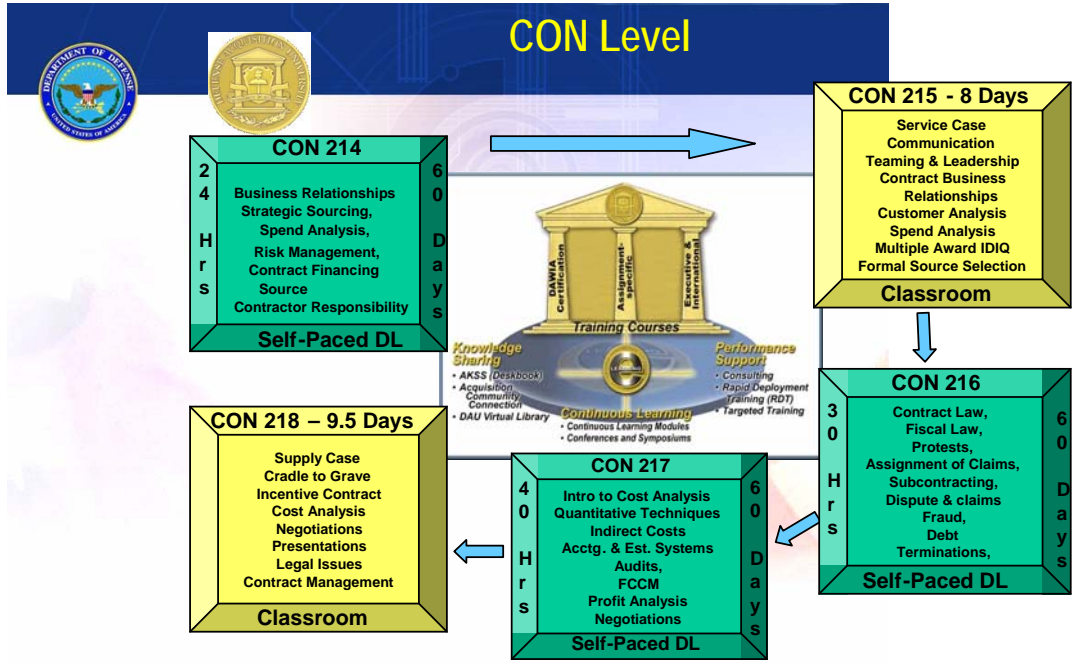 CON Level
DEPARTMENT OF DEFENSE
UNITED STATES OF AMERICA
CON 214
24 Hrs
60 Days
Business Relationships
Strategic Sourcing,
Spend Analysis,
Risk Management,
Contract Financing
Source
Contractor Responsibility
Self-Paced DL
CON 215 - 8 Days
Service Case
Communication
Teaming & Leadership
Contract Business
Relationships
Customer Analysis
Spend Analysis
Multiple Award IDIQ
Formal Source Selection
Classroom
DAWIA
Certification
Assignment-
specific
Executive &
International
Training Courses
Knowledge
Sharing
• AKSS (Deskbook)
• Acquisition
Community
Connection
• DAU Virtual Library
Performance
Support
• Consulting
• Rapid Deployment
Training (RDT)
• Targeted Training
Continuous Learning
• Continuous Learning Modules
• Conferences and Symposiums
CON 216
30 Hrs
60 Days
Contract Law,
Fiscal Law,
Protests,
Assignment of Claims,
Subcontracting,
Dispute & claims
Fraud,
Debt
Terminations,
Self-Paced DL
CON 217
40 Hrs
60 Days
Intro to Cost Analysis
Quantitative Techniques
Indirect Costs
Acctg. & Est. Systems
Audits,
FCCM
Profit Analysis
Negotiations
Self-Paced DL
CON 218 – 9.5 Days
Supply Case
Cradle to Grave
Incentive Contract
Cost Analysis
Negotiations
Presentations
Legal Issues
Contract Management
Classroom